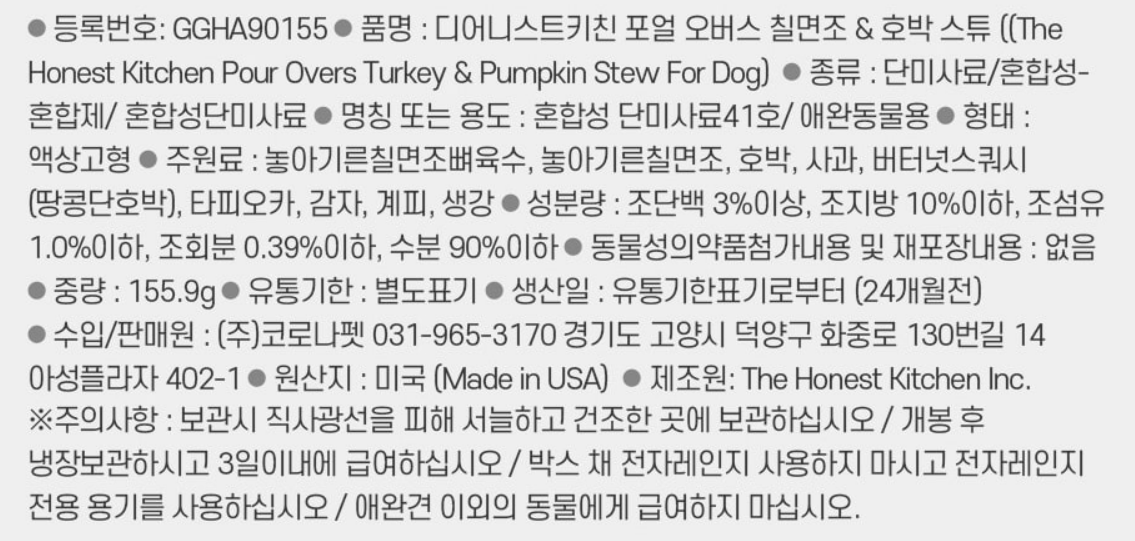 ● 등록번호: GGHA90155 ● 품명 : 디어니스트키친 포얼 오버스 칠면조 & 호박 스튜 ((The
Honest Kitchen Pour Overs Turkey & Pumpkin Stew For Dog) ● 종류 : 단미사료/혼합성-
혼합제/ 혼합성단미사료 ● 명칭 또는 용도 : 혼합성 단미사료41호/ 애완동물용 ● 형태 :
액상고형 ● 주원료 : 놓아기른칠면조뼈육수, 놓아기른칠면조, 호박, 사과, 버터넛스쿼시
(땅콩단호박), 타피오카, 감자, 계피, 생강 ● 성분량 : 조단백 3%이상, 조지방 10%이하, 조섬유
1.0%이하, 조회분 0.39%이하, 수분 90%이하 ● 동물성의약품첨가내용 및 재포장내용 : 없음
● 중량 : 155.9g ● 유통기한 : 별도표기 ● 생산일 : 유통기한표기로부터 (24개월전)
● 수입/판매원 : (주)코로나펫 031-965-3170 경기도 고양시 덕양구 화중로 130번길 14
아성플라자 402-1 ● 원산지 : 미국 (Made in USA) ● 제조원: The Honest Kitchen Inc.
※주의사항 : 보관시 직사광선을 피해 서늘하고 건조한 곳에 보관하십시오 / 개봉 후
냉장보관하시고 3일이내에 급여하십시오 / 박스 채 전자레인지 사용하지 마시고 전자레인지
전용 용기를 사용하십시오 / 애완견 이외의 동물에게 급여하지 마십시오.